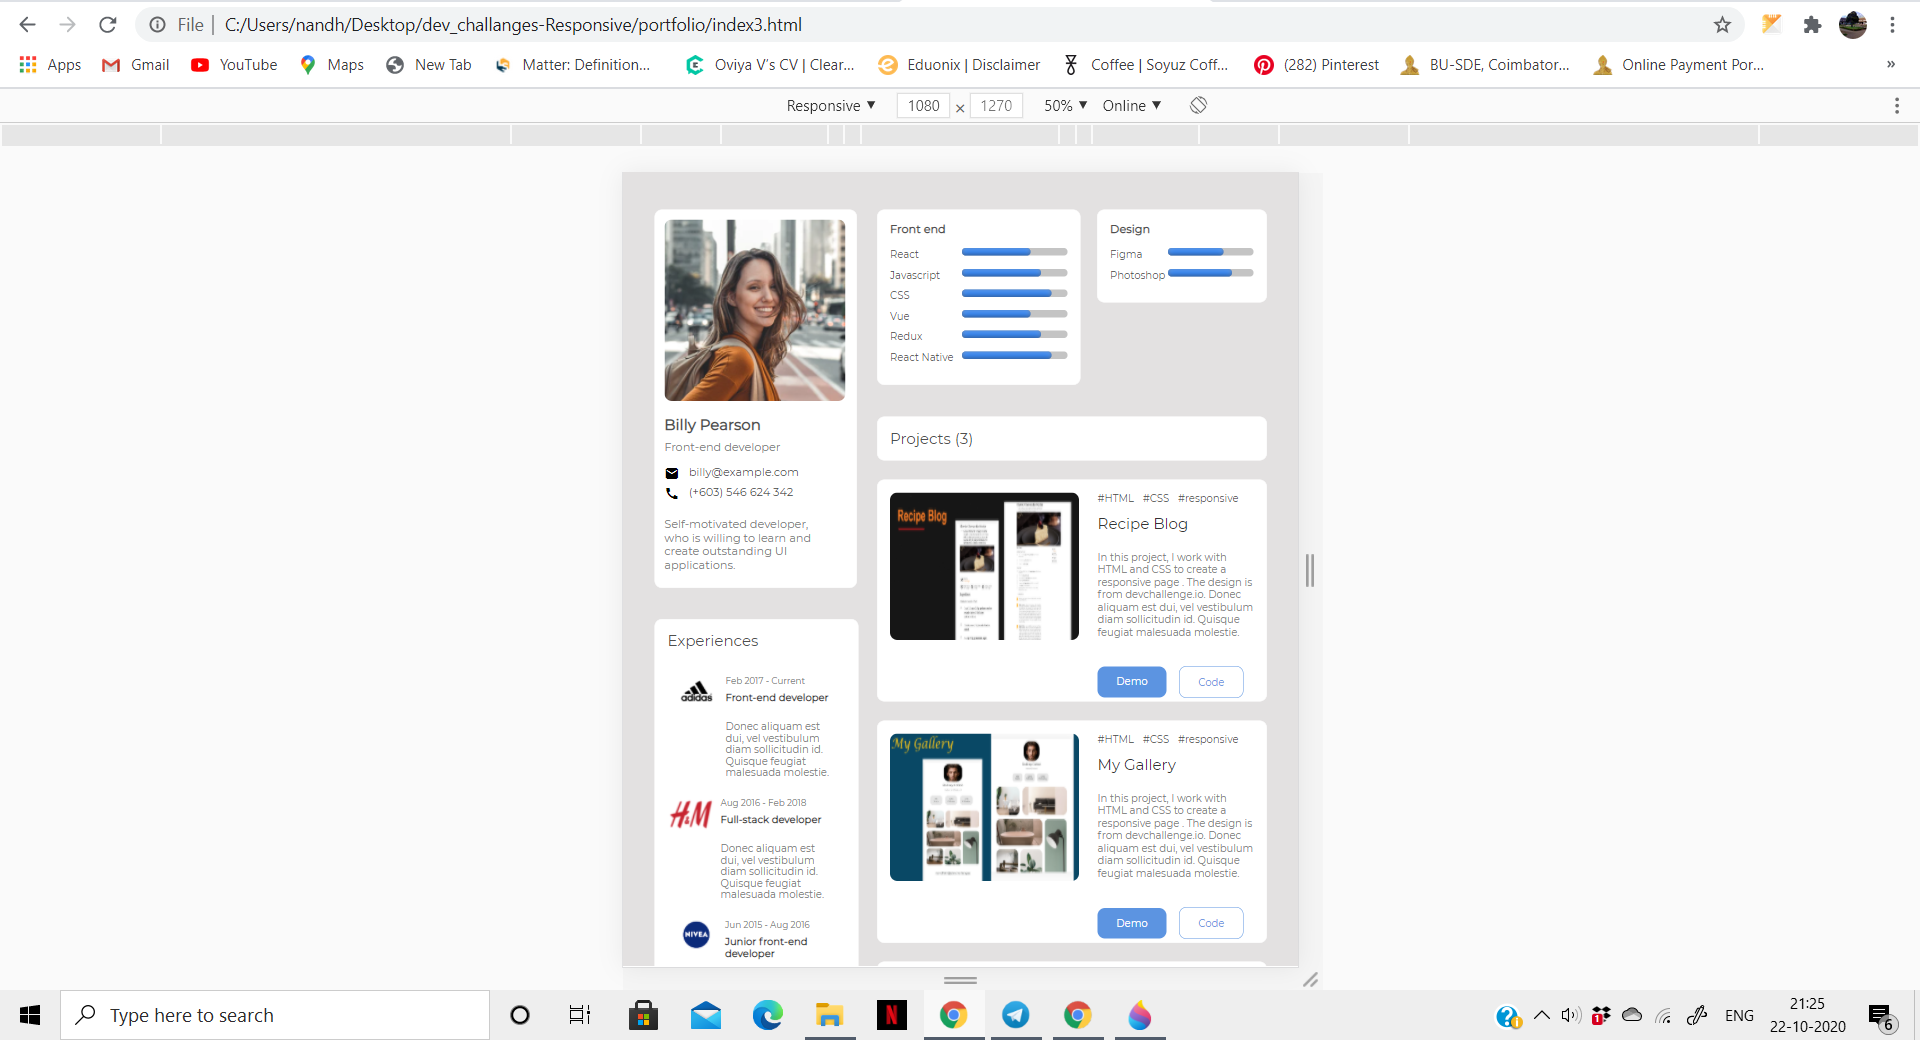 File | C:/Users/nandh/Desktop/dev_challanges-Responsive/portfolio/index3.html
Apps Gmail YouTube Maps New Tab Matter: Definition... Oviya V's CV | Clear... Eduonix | Disclaimer Coffee | Soyuz Coff... (282) Pinterest BU-SDE, Coimbator... Online Payment Por... »
Responsive ▼ 1080 × 1270 50% ▼ Online ▼
Billy Pearson
Front-end developer
billy@example.com
(+603) 546 624 342
Self-motivated developer,
who is willing to learn and
create outstanding UI
applications.
Experiences
adidas
Feb 2017 - Current
Front-end developer
Donec aliquam est
dui, vel vestibulum
diam sollicitudin id.
Quisque feugiat
malesuada molestie.
H&M
Aug 2016 - Feb 2018
Full-stack developer
Donec aliquam est
dui, vel vestibulum
diam sollicitudin id.
Quisque feugiat
malesuada molestie.
NIVEA
Jun 2015 - Aug 2016
Junior front-end
developer
Front end
React
Javascript
CSS
Vue
Redux
React Native
Design
Figma
Photoshop
Projects (3)
Recipe Blog
#HTML #CSS #responsive
Recipe Blog
In this project, I work with
HTML and CSS to create a
responsive page . The design is
from devchallenge.io. Donec
aliquam est dui, vel vestibulum
diam sollicitudin id. Quisque
feugiat malesuada molestie.
Demo Code
My Gallery
#HTML #CSS #responsive
My Gallery
In this project, I work with
HTML and CSS to create a
responsive page . The design is
from devchallenge.io. Donec
aliquam est dui, vel vestibulum
diam sollicitudin id. Quisque
feugiat malesuada molestie.
Demo Code
Type here to search
N
1
ENG
21:25
22-10-2020
6